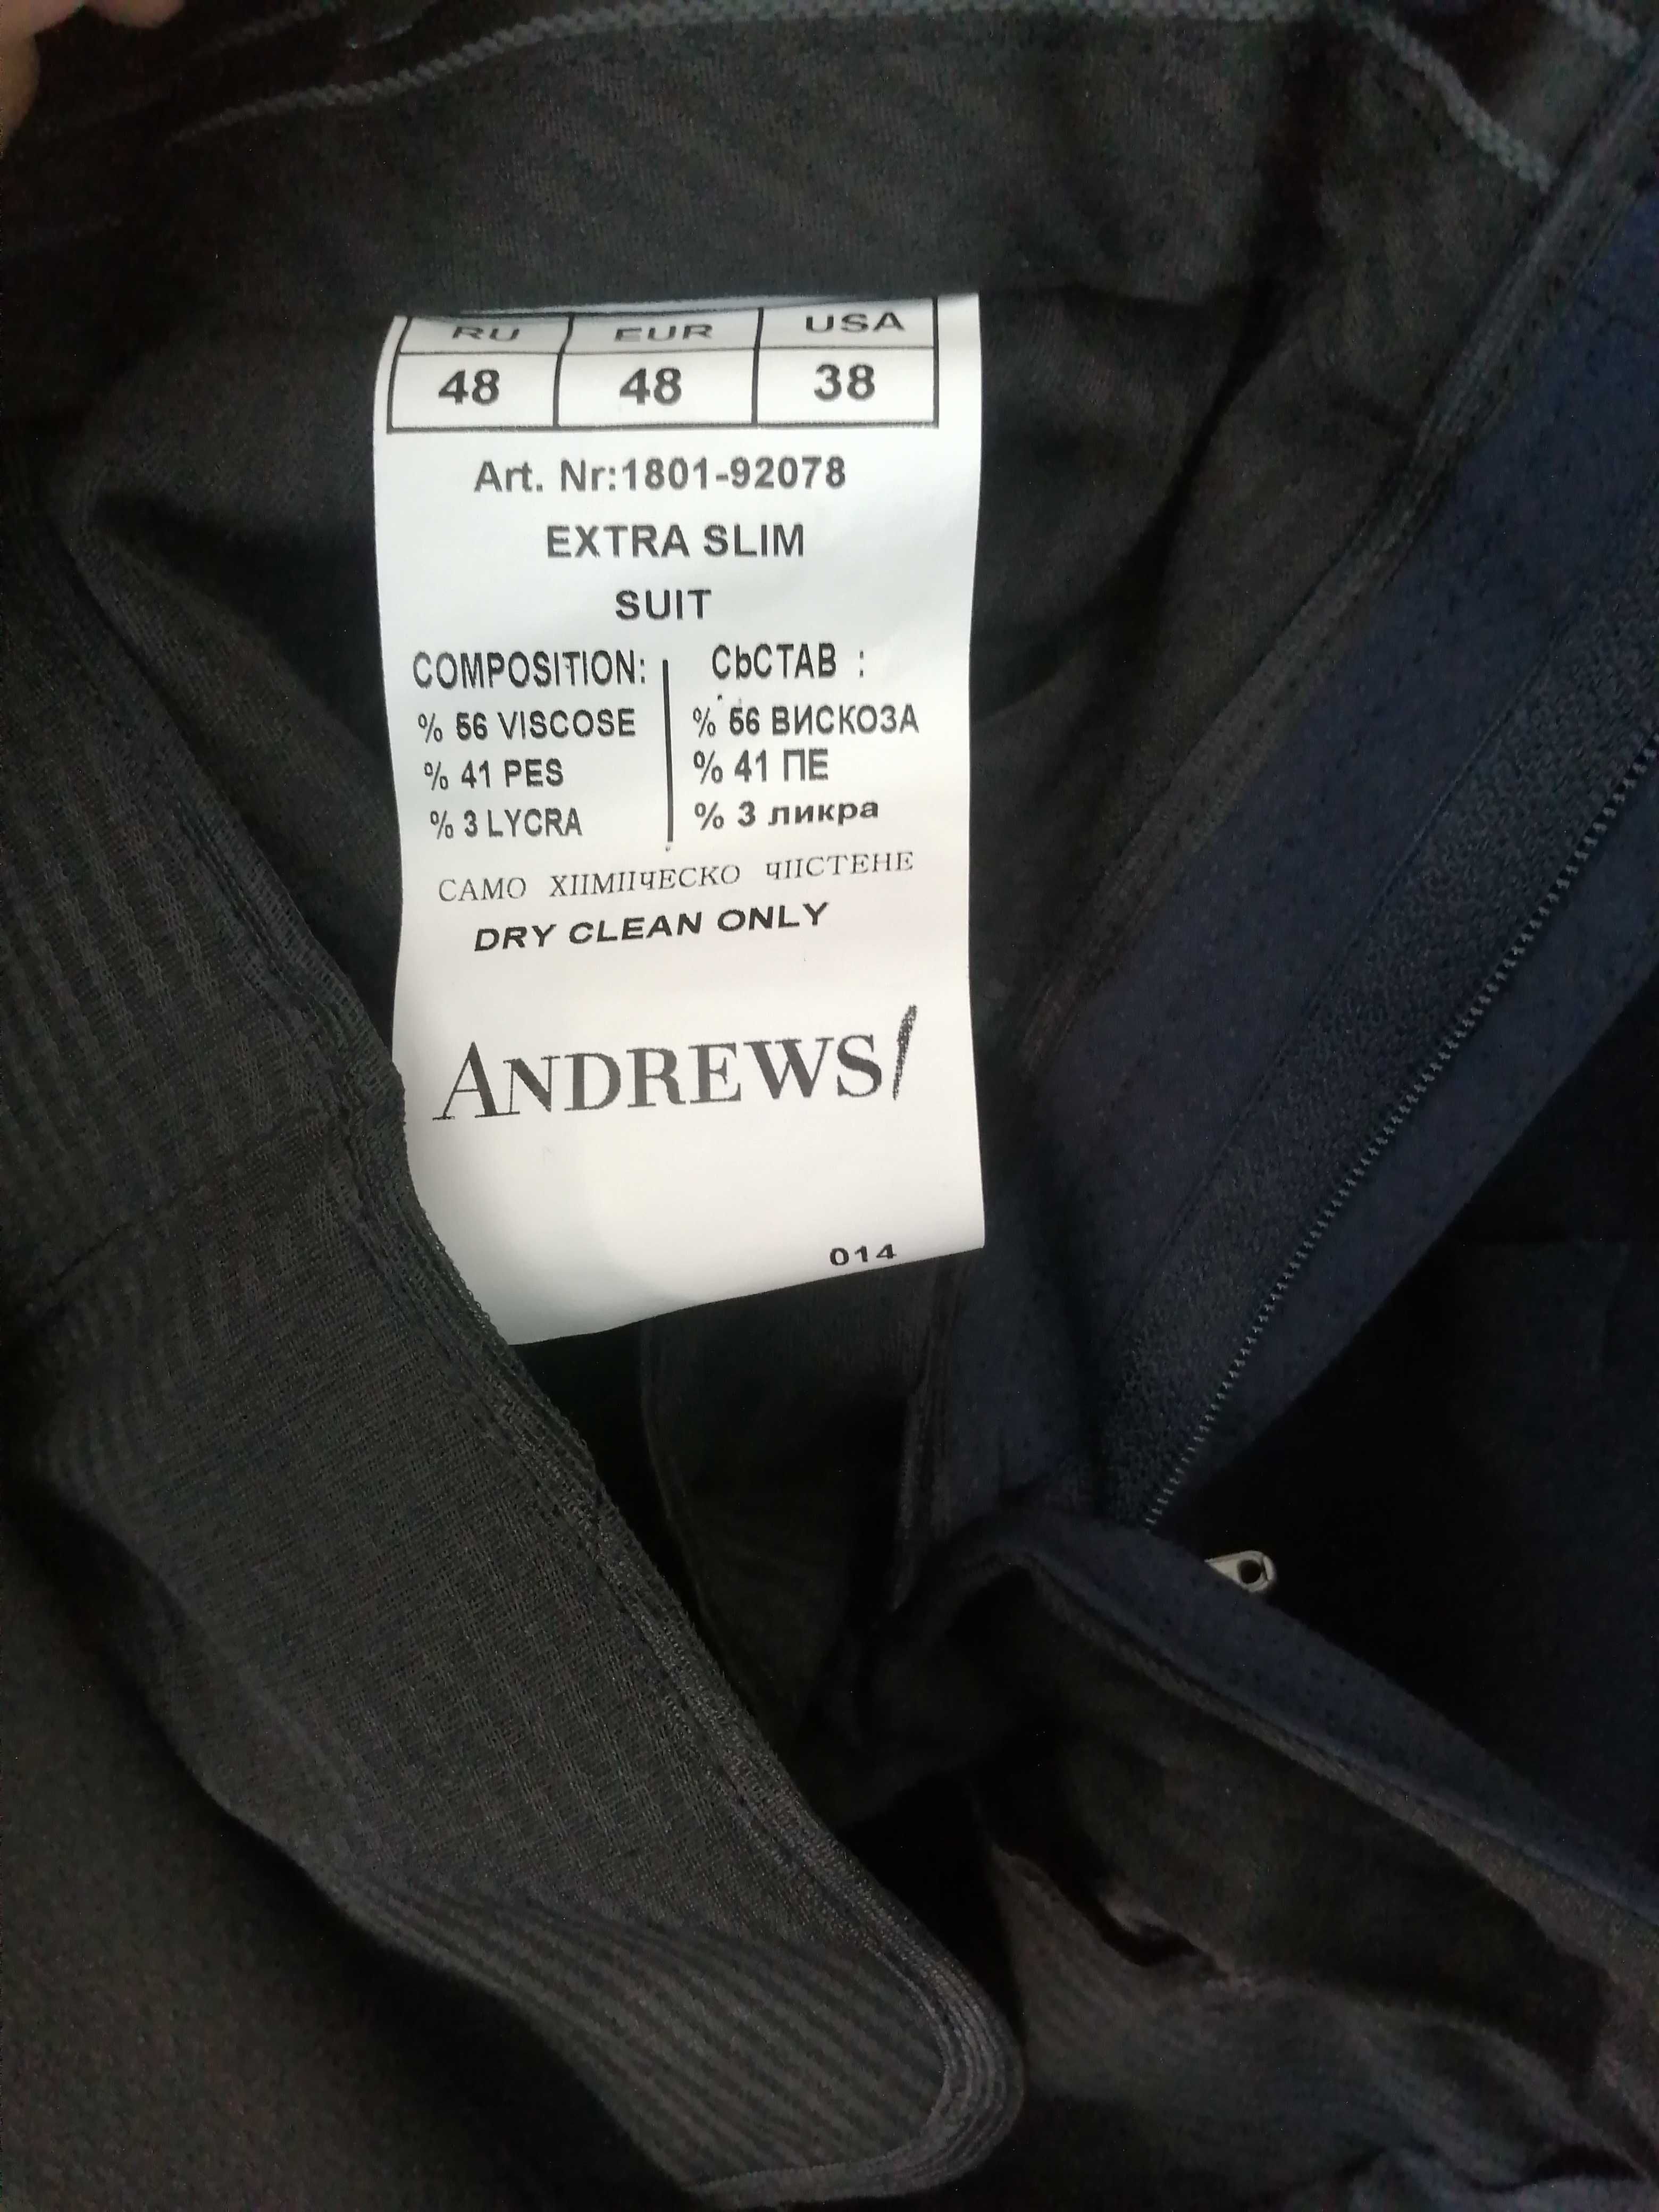 RU EUR USA
48 48 38
Art. Nr:1801-92078
EXTRA SLIM
SUIT
COMPOSITION: СЬСТАВ :
% 56 VISCOSE % 56 ВИСКОЗА
% 41 PES % 41 ПЕ
% 3 LYCRA % 3 ликра
САМО ХИМИЧЕСКО ЧИСТЕНЕ
DRY CLEAN ONLY
ANDREWS/
014